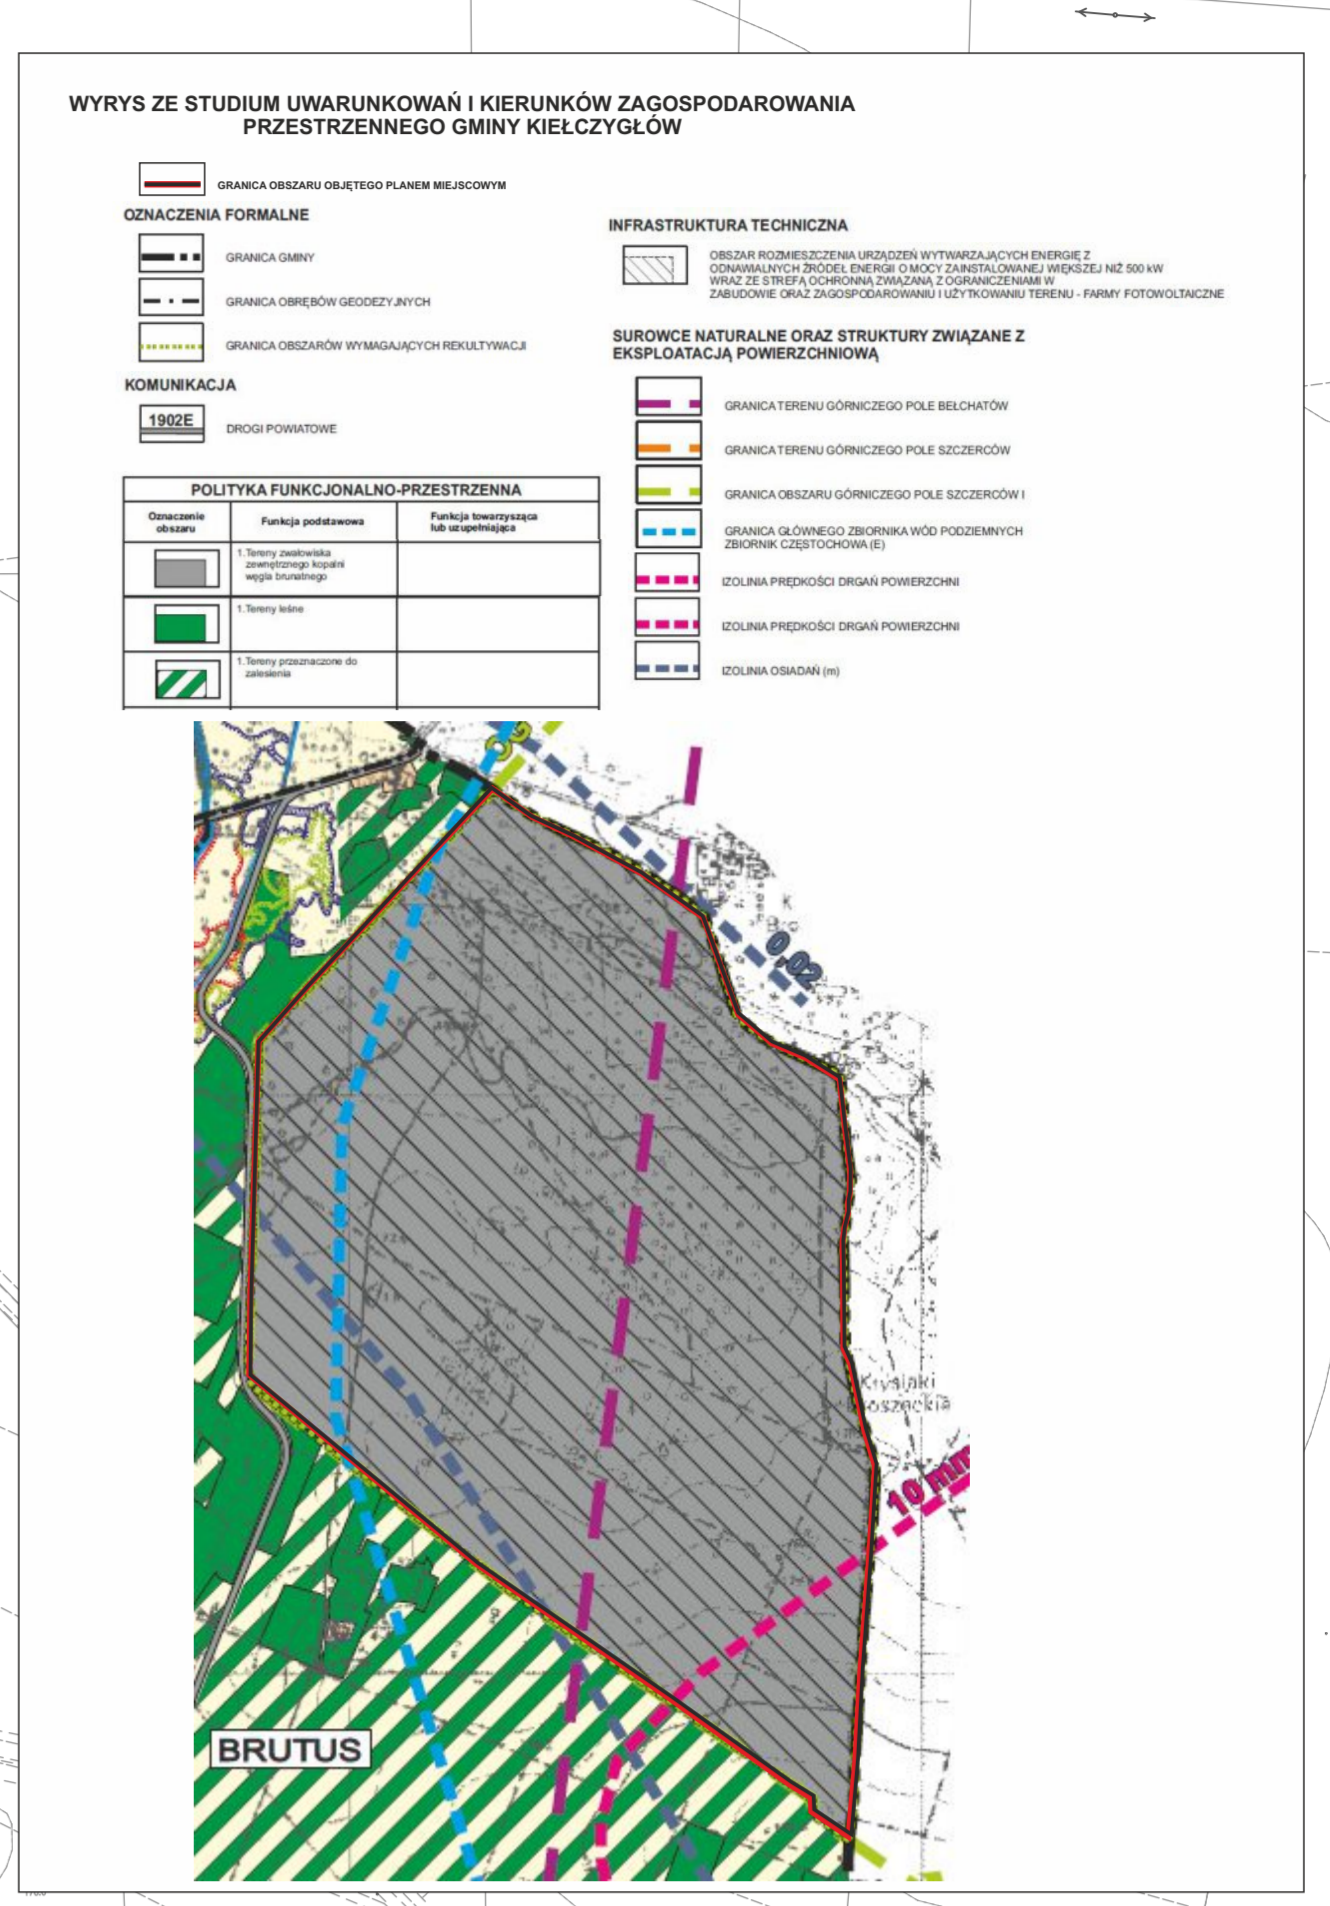 WYRYS ZE STUDIUM UWARUNKOWAŃ I KIERUNKÓW ZAGOSPODAROWANIA
PRZESTRZENNEGO GMINY KIEŁCZYGŁÓW
GRANICA OBSZARU OBJĘTEGO PLANEM MIEJSCOWYM
OZNACZENIA FORMALNE
GRANICA GMINY
GRANICA OBRĘBÓW GEODEZYJNYCH
GRANICA OBSZARÓW WYMAGAJĄCYCH REKULTYWACJI
KOMUNIKACJA
1902E
DROGI POWIATOWE
INFRASTRUKTURA TECHNICZNA
OBSZAR ROZMIESZCZENIA URZĄDZEŃ WYTWARZAJĄCYCH ENERGIĘ Z
ODNAWIALNYCH ŹRÓDEŁ ENERGII O MOCY ZAINSTALOWANEJ WIĘKSZEJ NIŻ 500 kW
WRAZ ZE STREFĄ OCHRONNĄ ZWIĄZANĄ Z OGRANICZENIAMI W
ZABUDOWIE ORAZ ZAGOSPODAROWANIU I UŻYTKOWANIU TERENU - FARMY FOTOWOLTAICZNE
SUROWCE NATURALNE ORAZ STRUKTURY ZWIĄZANE Z
EKSPLOATACJĄ POWIERZCHNIOWĄ
GRANICA TERENU GÓRNICZEGO POLE BEŁCHATÓW
GRANICA TERENU GÓRNICZEGO POLE SZCZERCÓW
GRANICA OBSZARU GÓRNICZEGO POLE SZCZERCÓW I
GRANICA GŁÓWNEGO ZBIORNIKA WÓD PODZIEMNYCH
ZBIORNIK CZĘSTOCHOWA (E)
IZOLINIA PRĘDKOŚCI DRGAŃ POWIERZCHNI
IZOLINIA PRĘDKOŚCI DRGAŃ POWIERZCHNI
IZOLINIA OSIADAŃ (m)
POLITYKA FUNKCJONALNO-PRZESTRZENNA
Oznaczenie
obszaru
Funkcja podstawowa
Funkcja towarzysząca
lub uzupełniająca
1.Tereny zwałowiska
zewnętrznego kopalni
węgla brunatnego
1.Tereny leśne
1.Tereny przeznaczone do
zalesienia
0,02
10 mm
BRUTUS